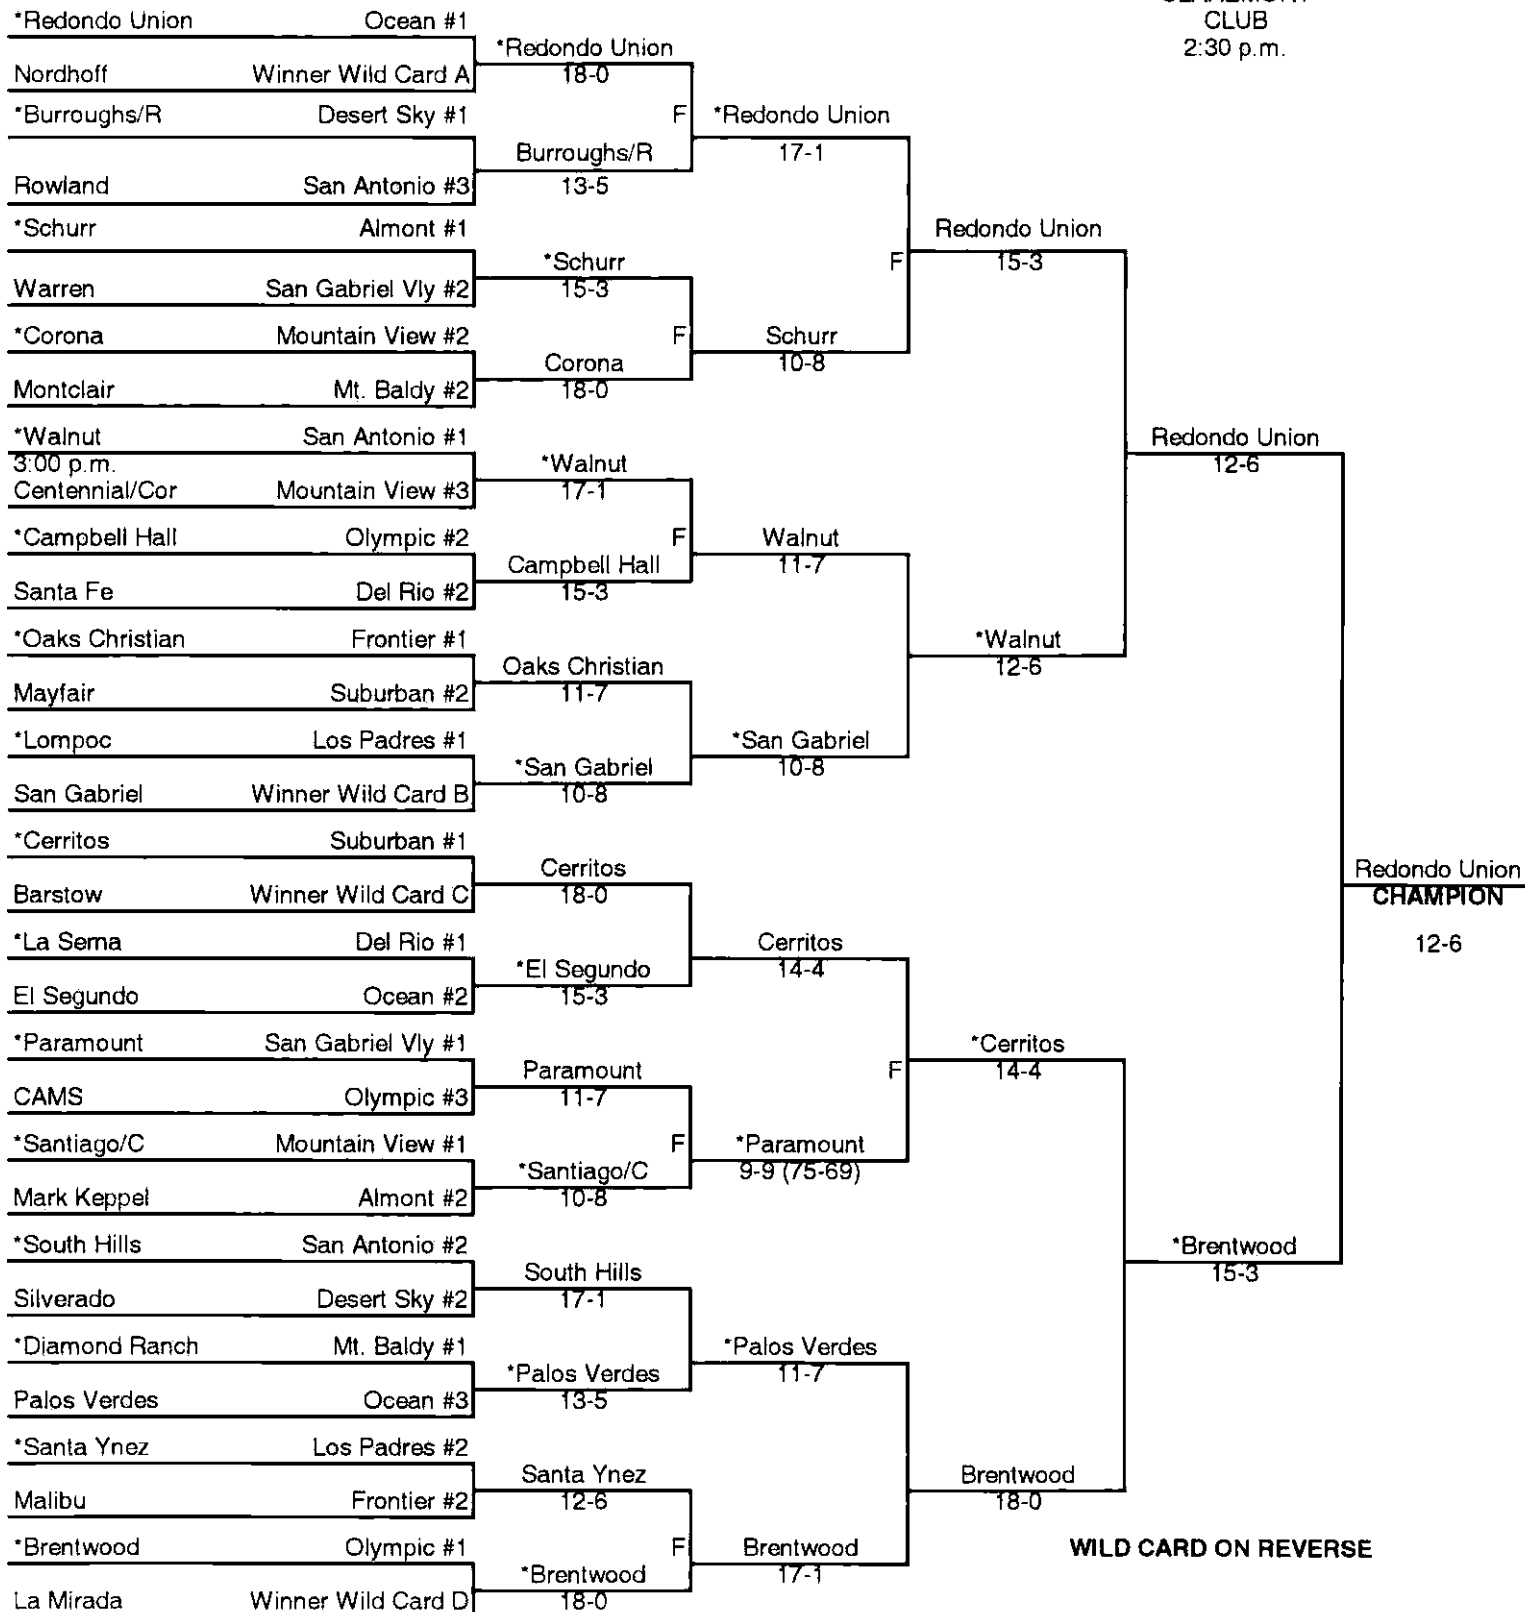 CLUB
2:30 p.m.
*Redondo Union Ocean #1
Nordhoff Winner Wild Card A
*Burroughs/R Desert Sky #1
Rowland San Antonio #3
*Schurr Almont #1
Warren San Gabriel Vly #2
*Corona Mountain View #2
Montclair Mt. Baldy #2
*Walnut San Antonio #1
3:00 p.m.
Centennial/Cor Mountain View #3
*Campbell Hall Olympic #2
Santa Fe Del Rio #2
*Oaks Christian Frontier #1
Mayfair Suburban #2
*Lompoc Los Padres #1
San Gabriel Winner Wild Card B
*Cerritos Suburban #1
Barstow Winner Wild Card C
*La Serna Del Rio #1
El Segundo Ocean #2
*Paramount San Gabriel Vly #1
CAMS Olympic #3
*Santiago/C Mountain View #1
Mark Keppel Almont #2
*South Hills San Antonio #2
Silverado Desert Sky #2
*Diamond Ranch Mt. Baldy #1
Palos Verdes Ocean #3
*Santa Ynez Los Padres #2
Malibu Frontier #2
*Brentwood Olympic #1
La Mirada Winner Wild Card D
*Redondo Union
18-0
F
Burroughs/R
13-5
*Schurr
15-3
F
Corona
18-0
*Walnut
17-1
F
Campbell Hall
15-3
Oaks Christian
11-7
*San Gabriel
10-8
Cerritos
18-0
*El Segundo
15-3
Paramount
11-7
F
*Santiago/C
10-8
South Hills
17-1
*Palos Verdes
13-5
Santa Ynez
12-6
F
*Brentwood
18-0
*Redondo Union
17-1
F
Schurr
10-8
Walnut
11-7
*San Gabriel
10-8
Cerritos
14-4
F
*Paramount
9-9 (75-69)
*Palos Verdes
11-7
Brentwood
17-1
Redondo Union
15-3
*Walnut
12-6
*Cerritos
14-4
Brentwood
18-0
Redondo Union
12-6
*Brentwood
15-3
Redondo Union
CHAMPION
12-6
WILD CARD ON REVERSE